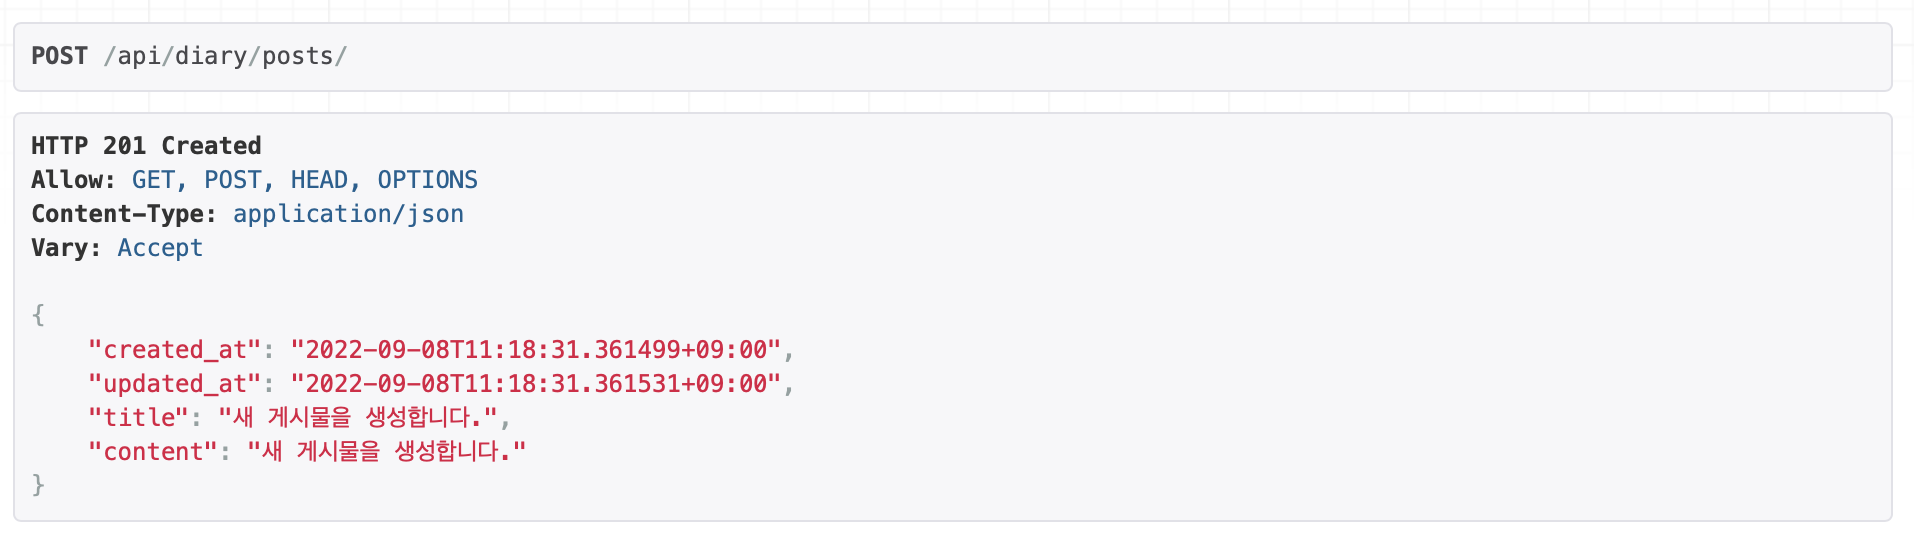 POST /api/diary/posts/
HTTP 201 Created
Allow: GET, POST, HEAD, OPTIONS
Content-Type: application/json
Vary: Accept
{
    "created_at": "2022-09-08T11:18:31.361499+09:00",
    "updated_at": "2022-09-08T11:18:31.361531+09:00",
    "title": "새 게시물을 생성합니다.",
    "content": "새 게시물을 생성합니다."
}